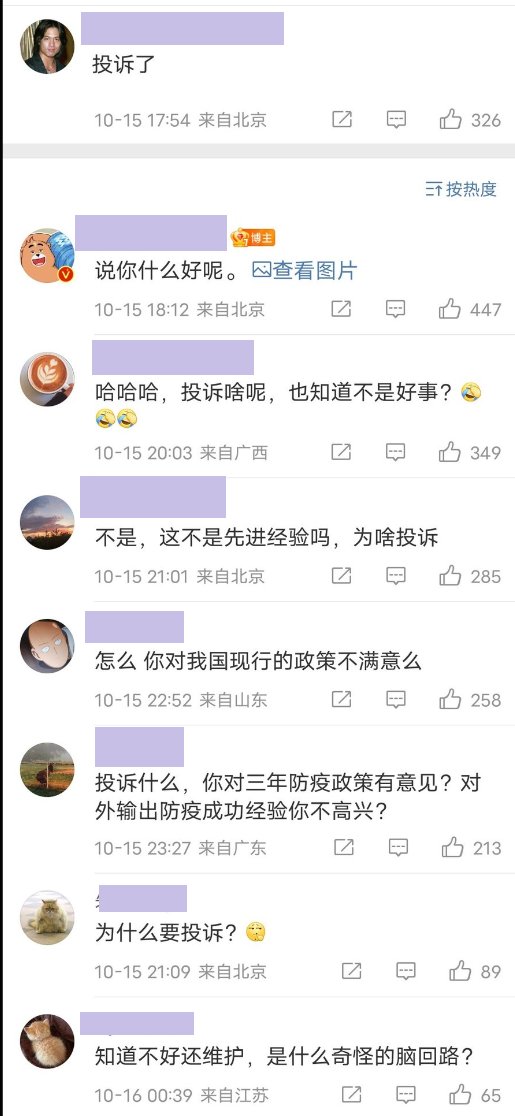 投诉了
10-15 17:54 来自北京
326
按热度
博主
说你什么好呢。查看图片
10-15 18:12 来自北京
447
哈哈哈，投诉啥呢，也知道不是好事？
10-15 20:03 来自广西
349
不是，这不是先进经验吗，为啥投诉
10-15 21:01 来自北京
285
怎么 你对我国现行的政策不满意么
10-15 22:52 来自山东
258
投诉什么，你对三年防疫政策有意见？对
外输出防疫成功经验你不高兴？
10-15 23:27 来自广东
213
为什么要投诉？
10-15 21:09 来自北京
89
知道不好还维护，是什么奇怪的脑回路？
10-16 00:39 来自江苏
65